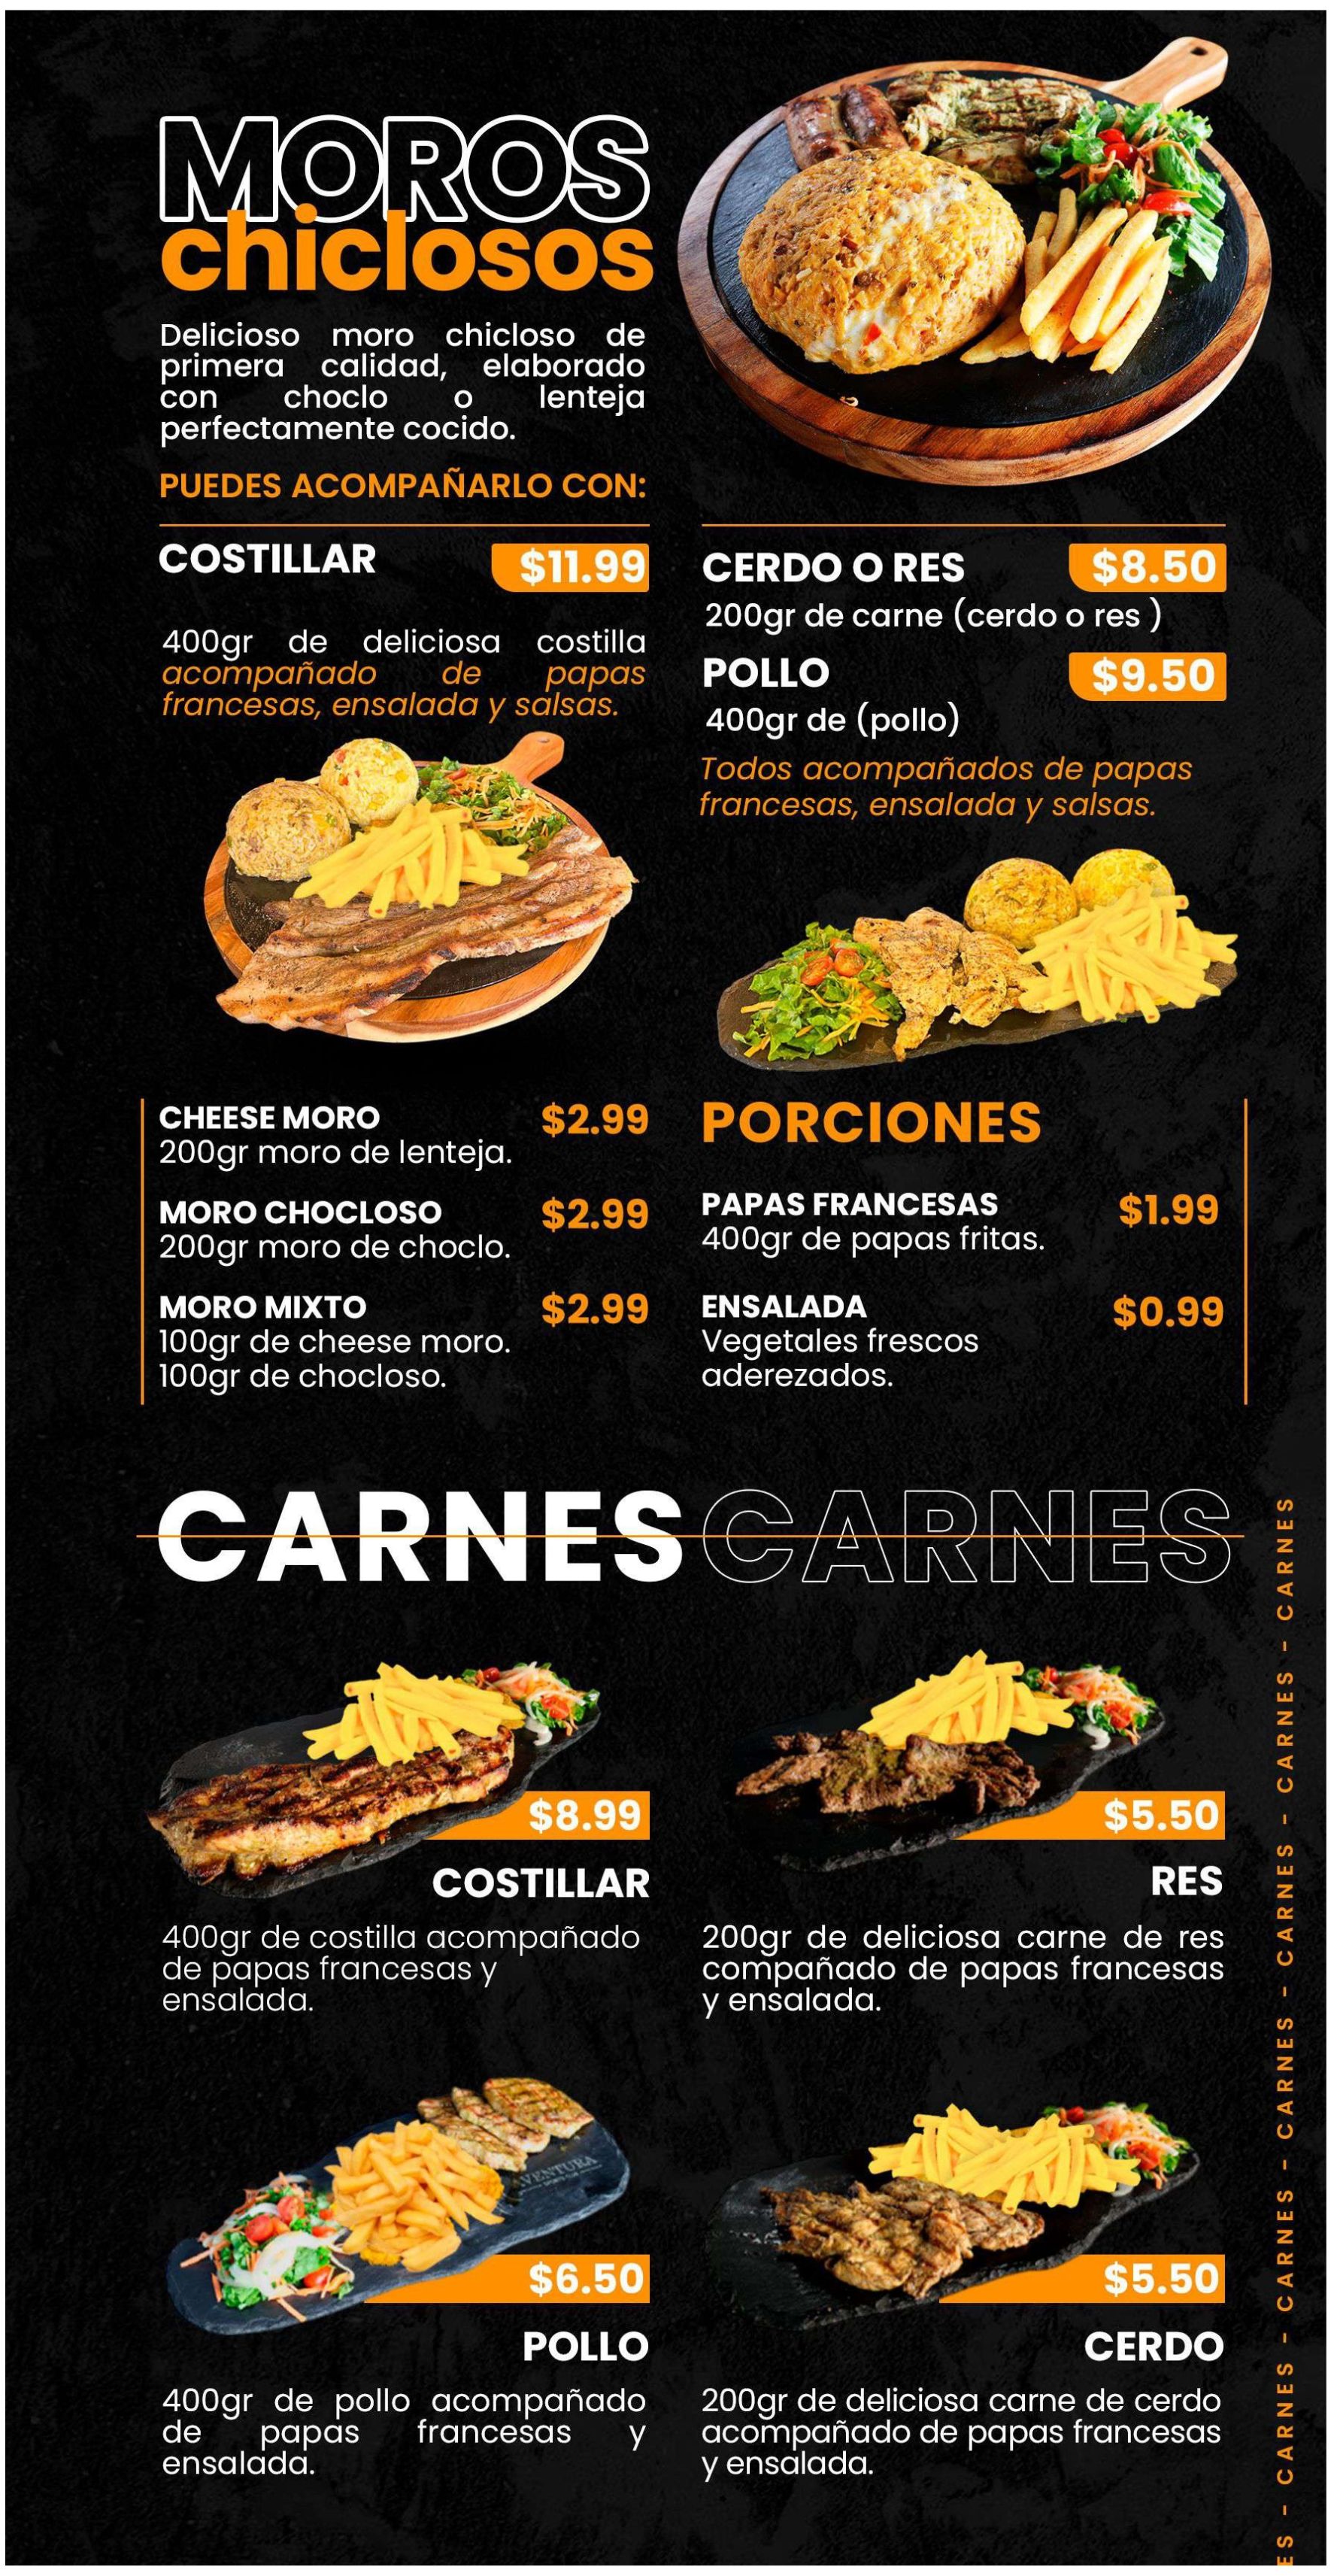 MOROS
chiclosos
Delicioso moro chicloso de
primera calidad, elaborado
con choclo o lenteja
perfectamente cocido.
PUEDES ACOMPAÑARLO CON:
COSTILLAR $11.99
400gr de deliciosa costilla
acompañado de papas
francesas, ensalada y salsas.
CERDO O RES $8.50
200gr de carne (cerdo o res )
POLLO $9.50
400gr de (pollo)
Todos acompañados de papas
francesas, ensalada y salsas.
CHEESE MORO $2.99
200gr moro de lenteja.
MORO CHOCLOSO $2.99
200gr moro de choclo.
MORO MIXTO $2.99
100gr de cheese moro.
100gr de chocloso.
PORCIONES
PAPAS FRANCESAS $1.99
400gr de papas fritas.
ENSALADA $0.99
Vegetales frescos
aderezados.
CARNES CARNES
$8.99
COSTILLAR
400gr de costilla acompañado
de papas francesas y
ensalada.
$5.50
RES
200gr de deliciosa carne de res
compañado de papas francesas
y ensalada.
VENTURA
$6.50
POLLO
400gr de pollo acompañado
de papas francesas y
ensalada.
$5.50
CERDO
200gr de deliciosa carne de cerdo
acompañado de papas francesas
y ensalada.
ES - CARNES - CARNES - CARNES - CARNES - CARNES - CARNES